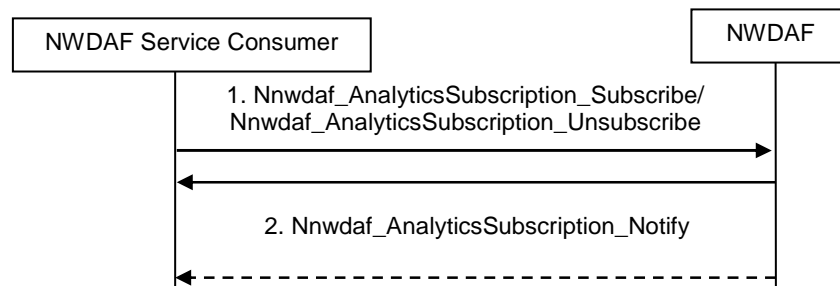 NWDAF Service Consumer
NWDAF
1. Nnwdaf_AnalyticsSubscription_Subscribe/
Nnwdaf_AnalyticsSubscription_Unsubscribe
2. Nnwdaf_AnalyticsSubscription_Notify